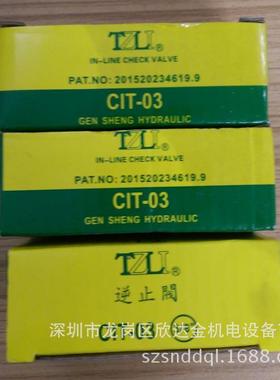 TZLI®
IN-LINE CHECK VALVE
PAT.NO: 201520234619.9
CIT-03
GEN SHENG HYDRAULIC
TZLI®
IN-LINE CHECK VALVE
PAT.NO: 201520234619.9
CIT-03
GEN SHENG HYDRAULIC
TZLI®
逆止閥
深圳市龙岗区欣达金机电设备
szsnddql.1688.c